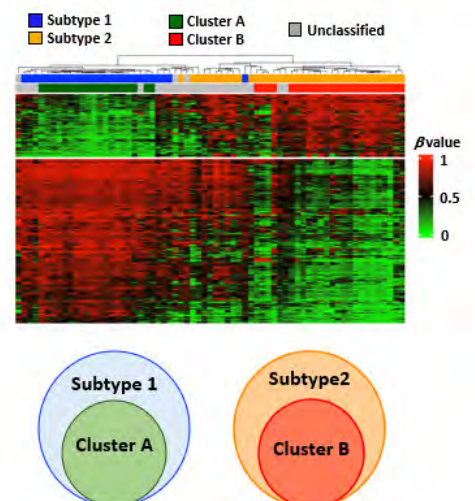 Subtype 1
Subtype 2
Cluster A
Cluster B
Unclassified
β value
1
0.5
0
Subtype 1
Cluster A
Subtype2
Cluster B